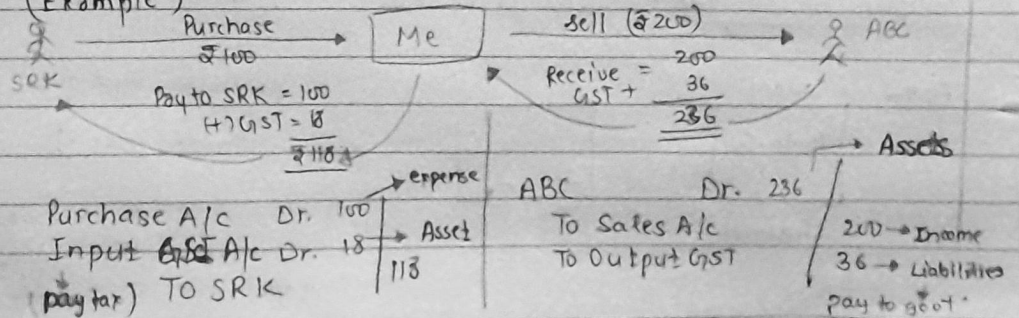 (Example)
Purchase
₹100
SRK
Me
Sell (₹200)
ABC
Pay to SRK = 100
(+) GST = 18
₹118
Receive = 200
GST + 36
236
Purchase A/c Dr. 100 → expense
Input GST A/c Dr. 18 → Asset
(pay tax) To SRK 118
ABC Dr. 236 → Assets
To Sales A/c 200 → Income
To Output GST 36 → Liabilities
pay to govt.